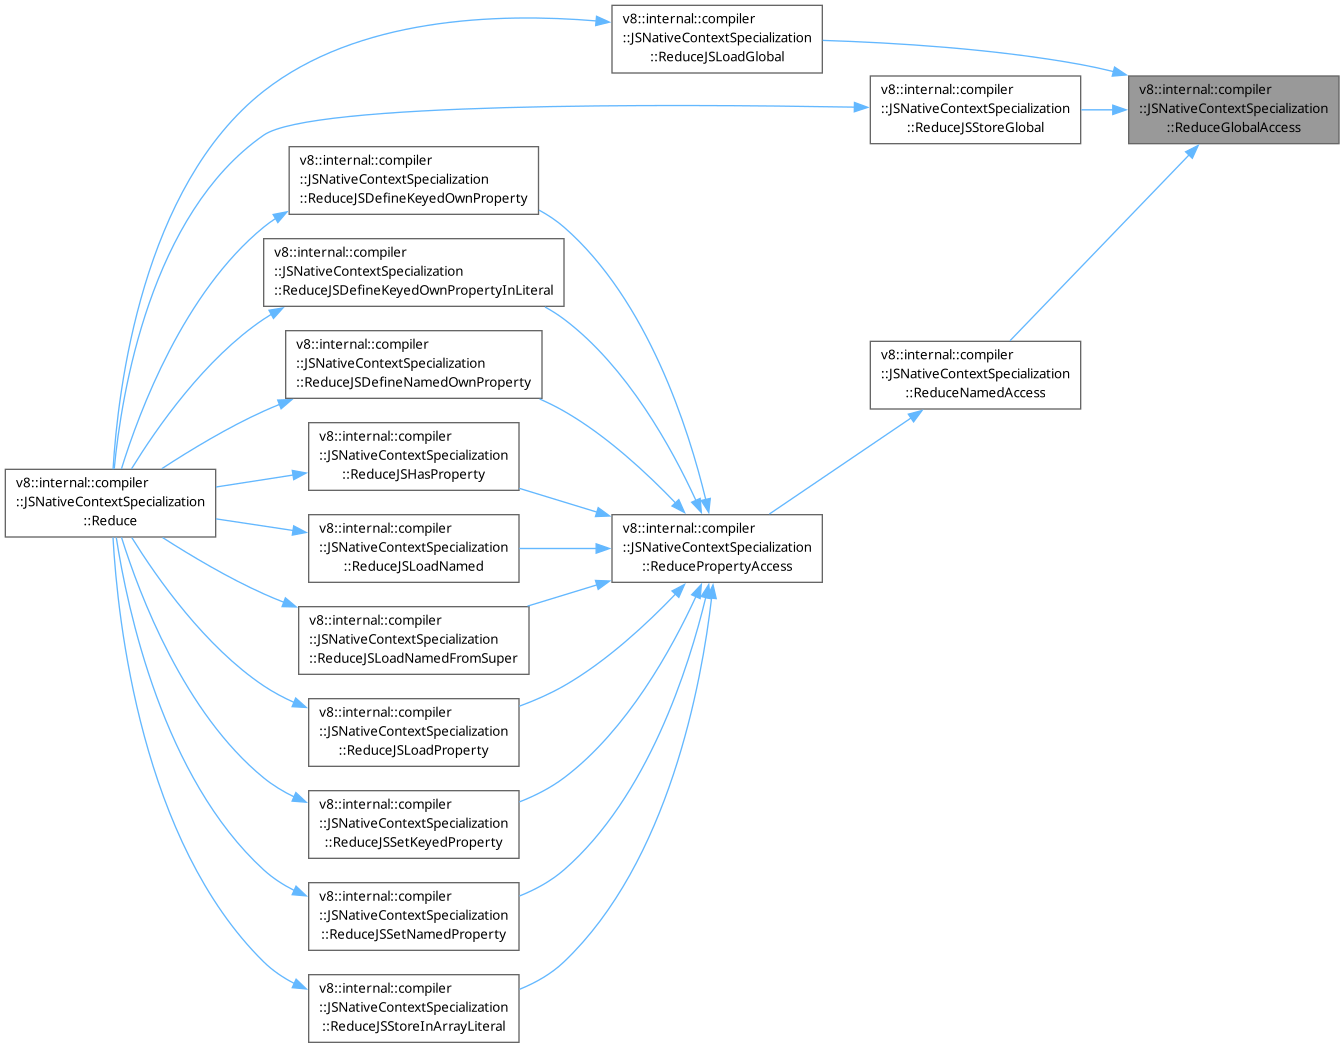 v8::internal::compiler
::JSNativeContextSpecialization
::ReduceJSLoadGlobal
v8::internal::compiler
::JSNativeContextSpecialization
::ReduceJSStoreGlobal
v8::internal::compiler
::JSNativeContextSpecialization
::ReduceGlobalAccess
v8::internal::compiler
::JSNativeContextSpecialization
::ReduceJSDefineKeyedOwnProperty
v8::internal::compiler
::JSNativeContextSpecialization
::ReduceJSDefineKeyedOwnPropertyInLiteral
v8::internal::compiler
::JSNativeContextSpecialization
::ReduceJSDefineNamedOwnProperty
v8::internal::compiler
::JSNativeContextSpecialization
::ReduceNamedAccess
v8::internal::compiler
::JSNativeContextSpecialization
::ReduceJSHasProperty
v8::internal::compiler
::JSNativeContextSpecialization
::Reduce
v8::internal::compiler
::JSNativeContextSpecialization
::ReduceJSLoadNamed
v8::internal::compiler
::JSNativeContextSpecialization
::ReducePropertyAccess
v8::internal::compiler
::JSNativeContextSpecialization
::ReduceJSLoadNamedFromSuper
v8::internal::compiler
::JSNativeContextSpecialization
::ReduceJSLoadProperty
v8::internal::compiler
::JSNativeContextSpecialization
::ReduceJSSetKeyedProperty
v8::internal::compiler
::JSNativeContextSpecialization
::ReduceJSSetNamedProperty
v8::internal::compiler
::JSNativeContextSpecialization
::ReduceJSStoreInArrayLiteral